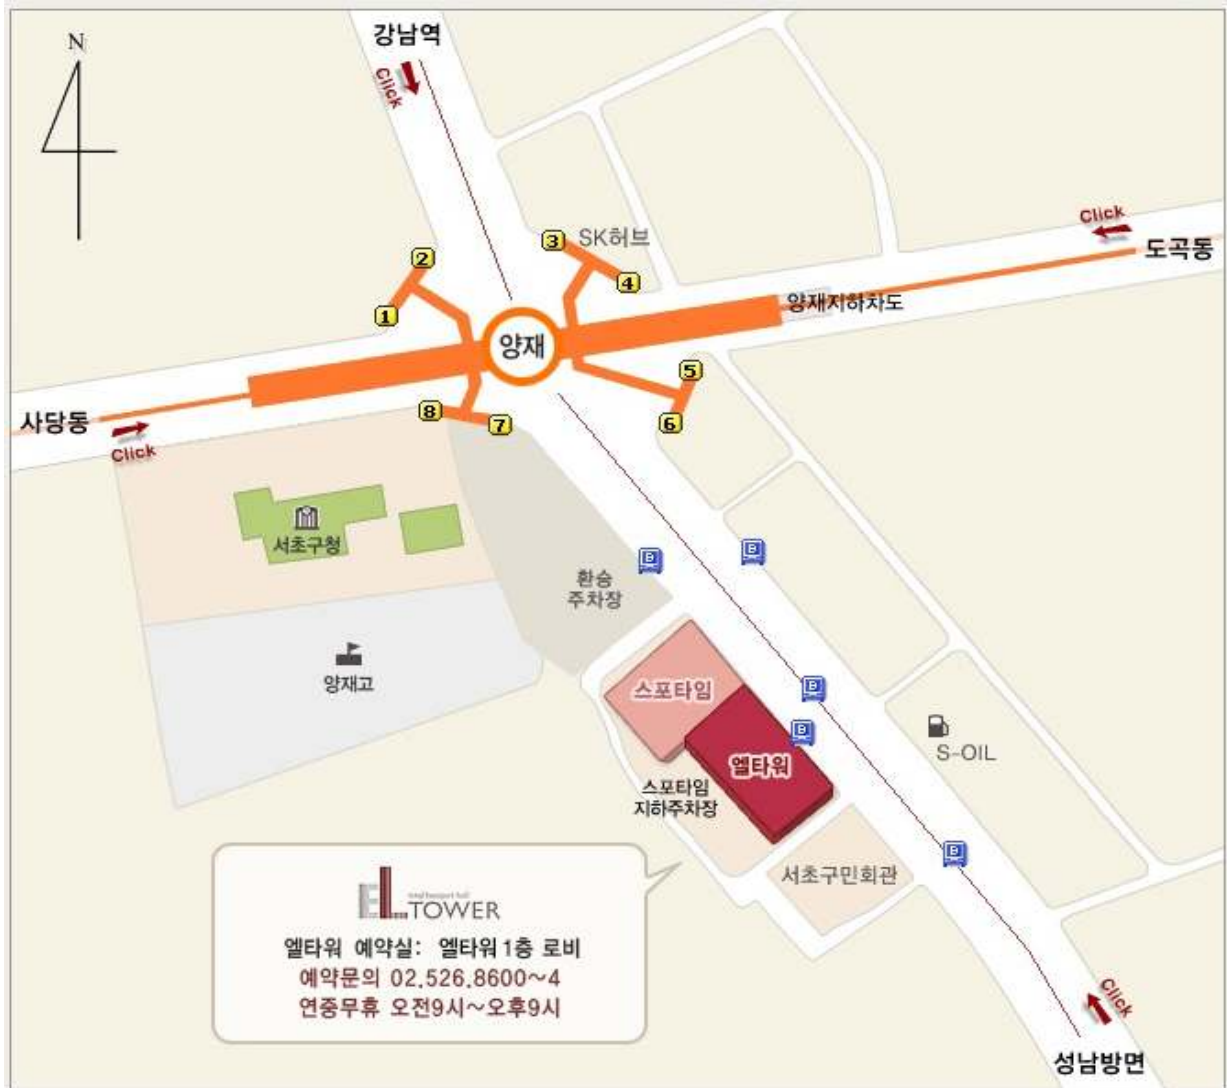 N
강남역
Click
Click
도곡동
3
SK허브
2
4
1
양재지하차도
양재
5
사당동
Click
8
7
6
B
B
서초구청
환승
주차장
양재고
스포타임
B
B
엘타워
S-OIL
스포타임
지하주차장
B
서초구민회관
EL
TOWER
엘타워 예약실: 엘타워 1층 로비
예약문의 02.526.8600~4
연중무휴 오전9시~오후9시
Click
성남방면